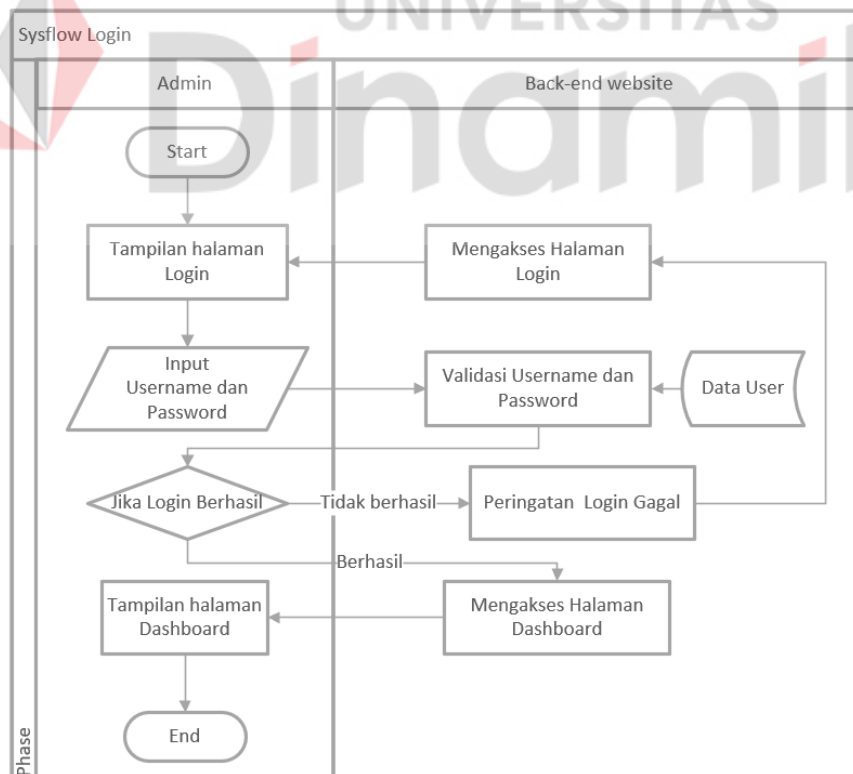 UNIVERSITAS
Dinamik
Sysflow Login
Admin
Back-end website
Start
Tampilan halaman
Login
Mengakses Halaman
Login
Input
Username dan
Password
Validasi Username dan
Password
Data User
Jika Login Berhasil
Tidak berhasil
Peringatan Login Gagal
Berhasil
Tampilan halaman
Dashboard
Mengakses Halaman
Dashboard
End
Phase